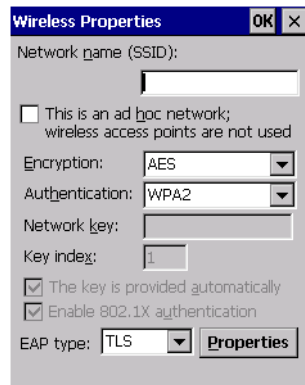 Wireless Properties OK ×
Network name (SSID):
This is an ad hoc network;
wireless access points are not used
Encryption: AES
Authentication: WPA2
Network key:
Key index: 1
The key is provided automatically
Enable 802.1X authentication
EAP type: TLS Properties